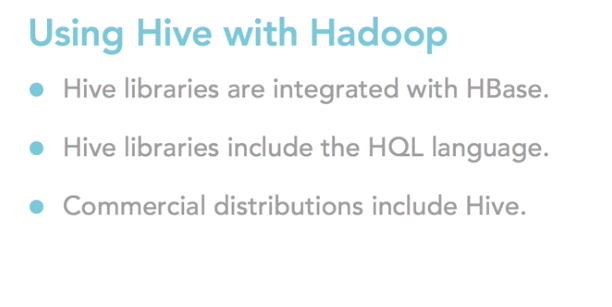 Using Hive with Hadoop
Hive libraries are integrated with HBase.
Hive libraries include the HQL language.
Commercial distributions include Hive.